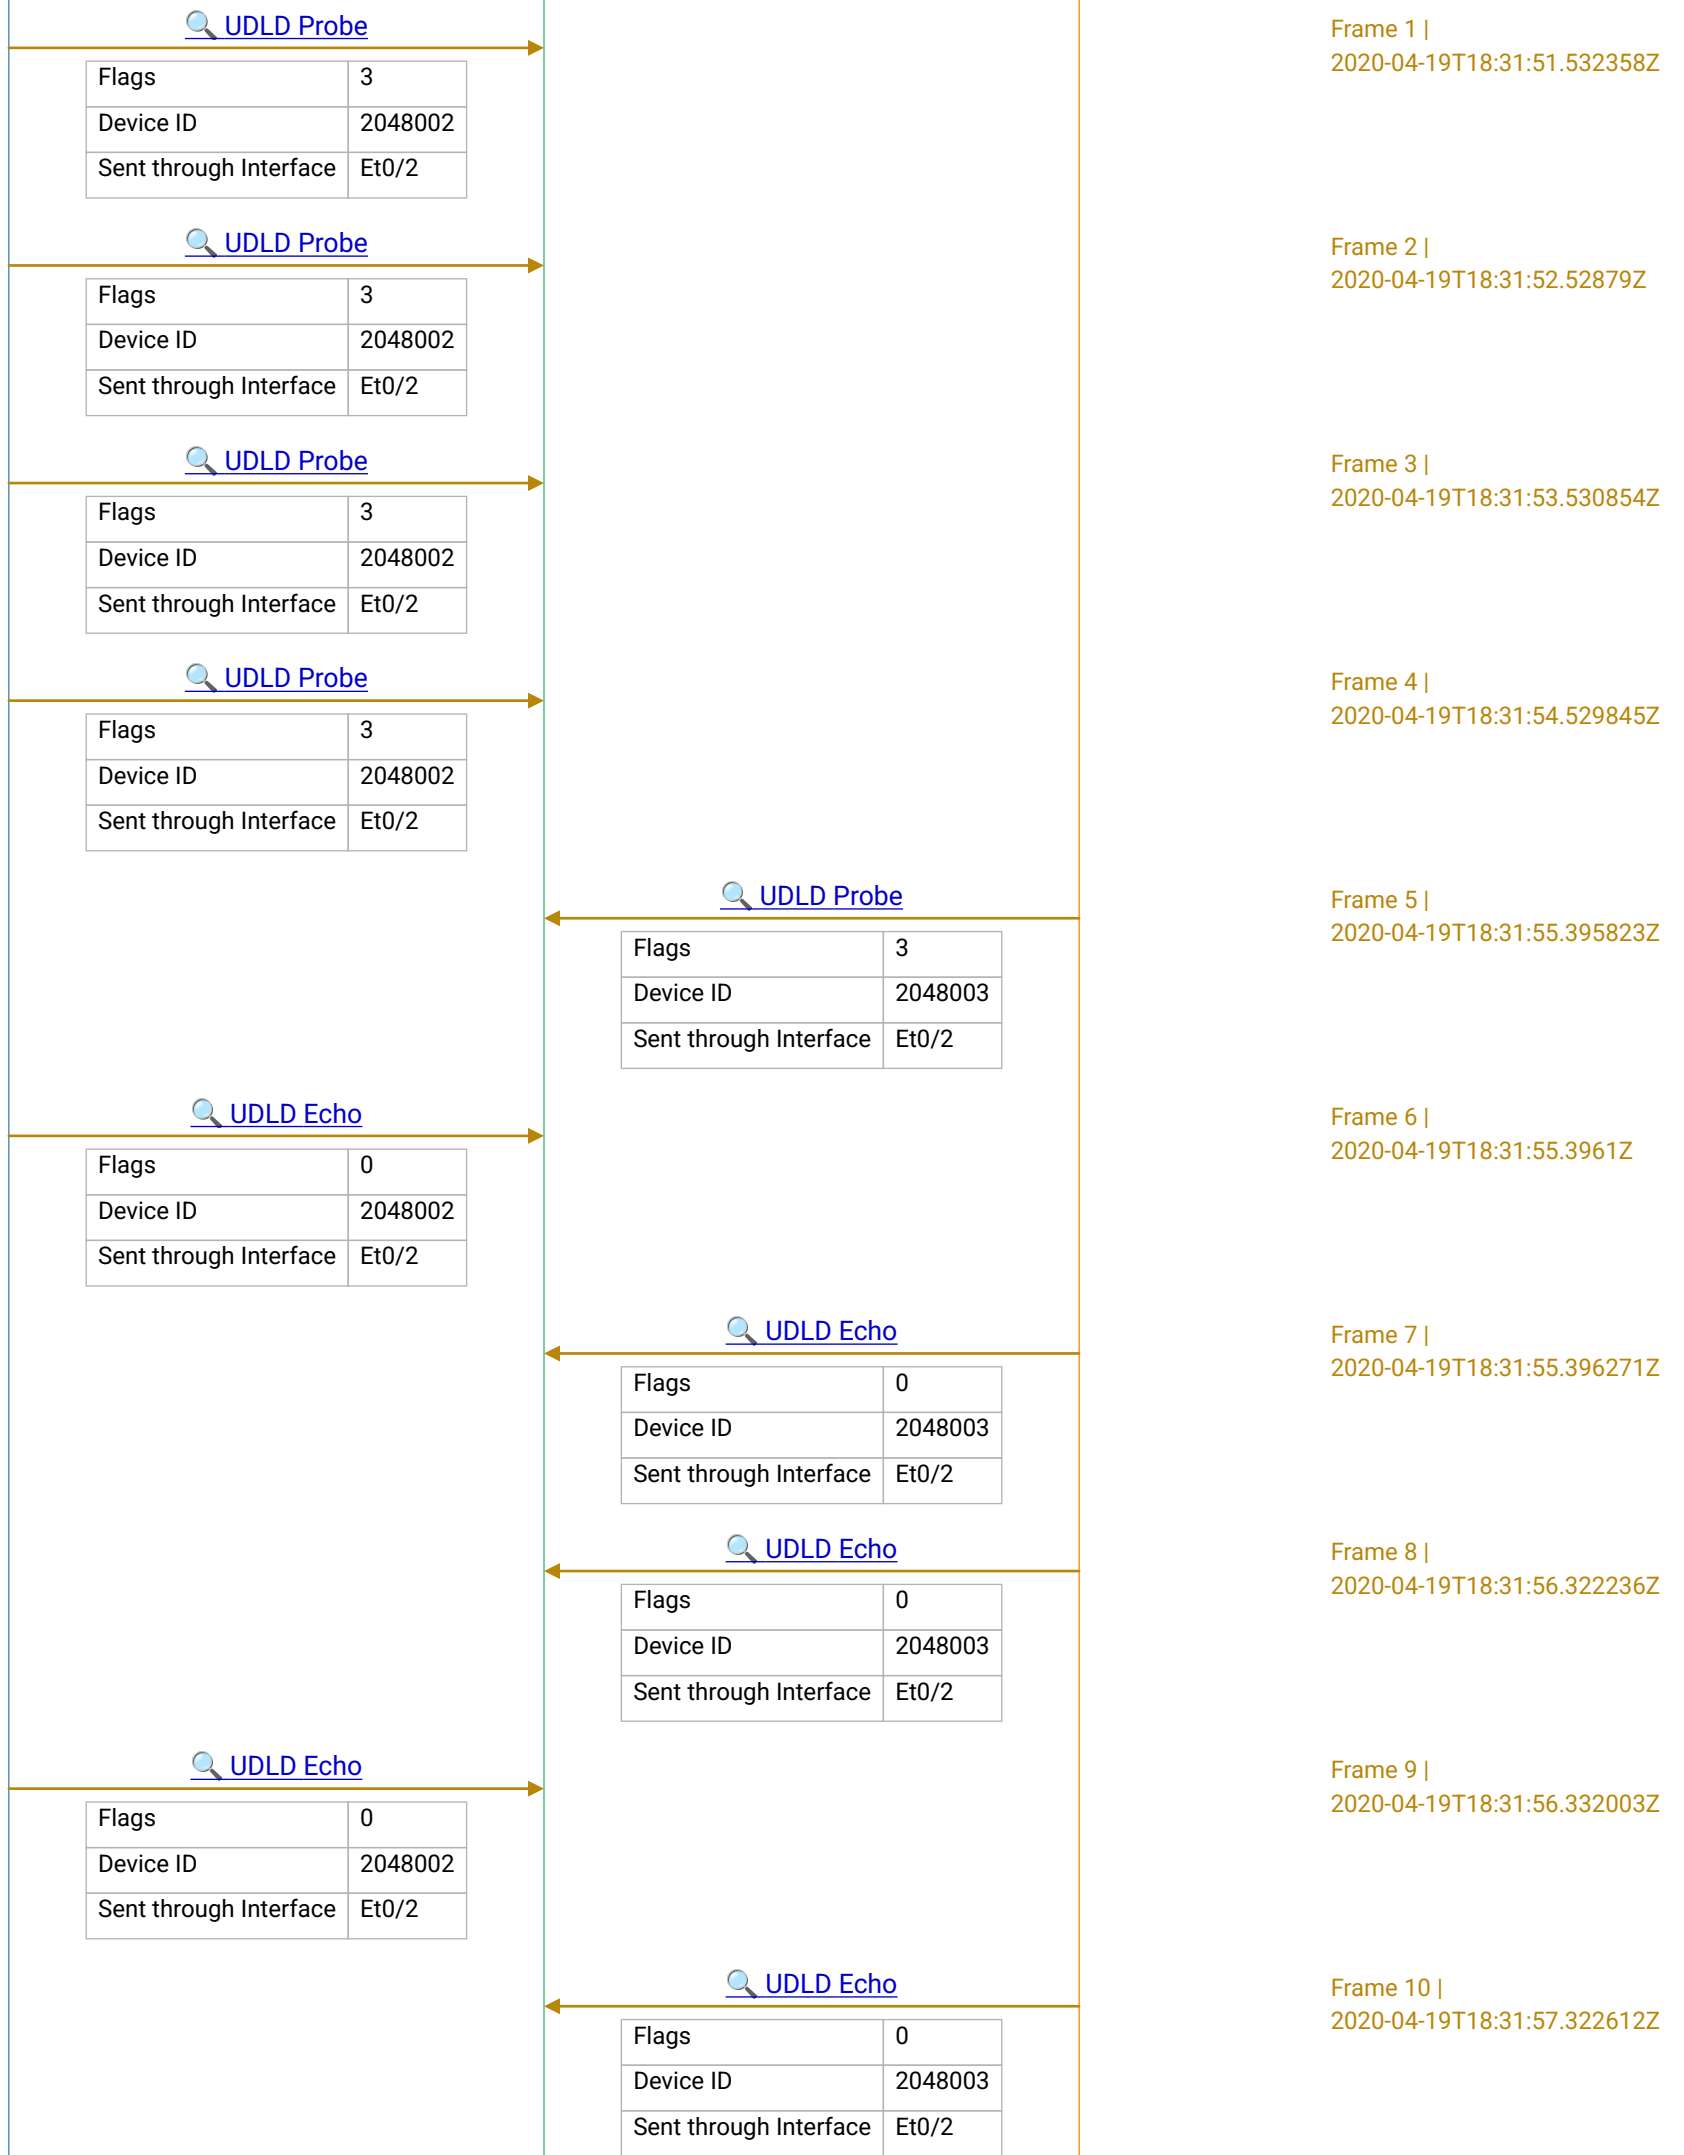 UDLD Probe
Frame 1 |
2020-04-19T18:31:51.532358Z
Flags 3
Device ID 2048002
Sent through Interface Et0/2
UDLD Probe
Frame 2 |
2020-04-19T18:31:52.52879Z
Flags 3
Device ID 2048002
Sent through Interface Et0/2
UDLD Probe
Frame 3 |
2020-04-19T18:31:53.530854Z
Flags 3
Device ID 2048002
Sent through Interface Et0/2
UDLD Probe
Frame 4 |
2020-04-19T18:31:54.529845Z
Flags 3
Device ID 2048002
Sent through Interface Et0/2
UDLD Probe
Frame 5 |
2020-04-19T18:31:55.395823Z
Flags 3
Device ID 2048003
Sent through Interface Et0/2
UDLD Echo
Frame 6 |
2020-04-19T18:31:55.3961Z
Flags 0
Device ID 2048002
Sent through Interface Et0/2
UDLD Echo
Frame 7 |
2020-04-19T18:31:55.396271Z
Flags 0
Device ID 2048003
Sent through Interface Et0/2
UDLD Echo
Frame 8 |
2020-04-19T18:31:56.322236Z
Flags 0
Device ID 2048003
Sent through Interface Et0/2
UDLD Echo
Frame 9 |
2020-04-19T18:31:56.332003Z
Flags 0
Device ID 2048002
Sent through Interface Et0/2
UDLD Echo
Frame 10 |
2020-04-19T18:31:57.322612Z
Flags 0
Device ID 2048003
Sent through Interface Et0/2